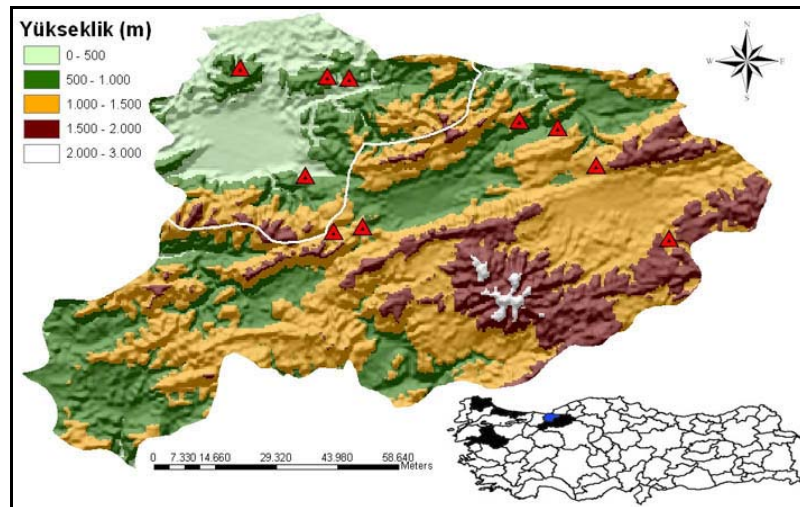 Yükseklik (m)
0 - 500
500 - 1.000
1.000 - 1.500
1.500 - 2.000
2.000 - 3.000
N
W
E
S
0 7.330 14.660 29.320 43.980 58.640
Meters